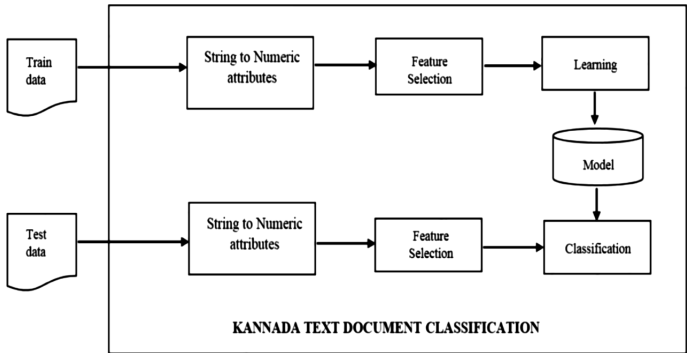 Train
data
String to Numeric
attributes
Feature
Selection
Learning
Model
Test
data
String to Numeric
attributes
Feature
Selection
Classification
KANNADA TEXT DOCUMENT CLASSIFICATION